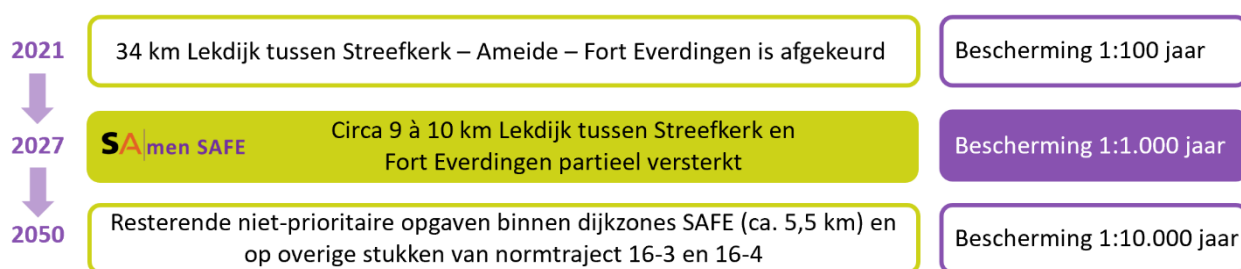 2021
34 km Lekdijk tussen Streefkerk – Ameide – Fort Everdingen is afgekeurd
Bescherming 1:100 jaar
2027
SA|men SAFE
Circa 9 à 10 km Lekdijk tussen Streefkerk en
Fort Everdingen partieel versterkt
Bescherming 1:1.000 jaar
2050
Resterende niet-prioritaire opgaven binnen dijkzones SAFE (ca. 5,5 km) en
op overige stukken van normtraject 16-3 en 16-4
Bescherming 1:10.000 jaar